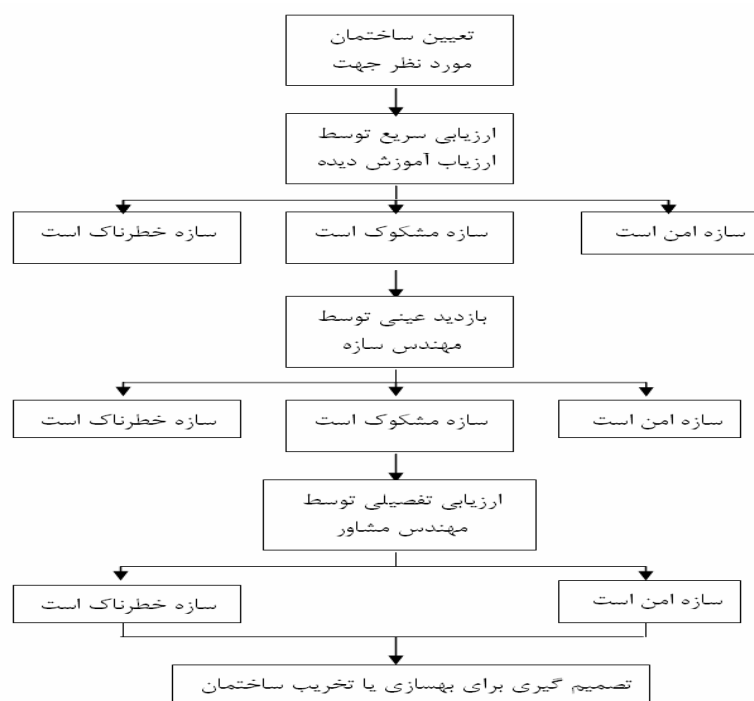 تعیین ساختمان
مورد نظر جهت
ارزیابی سریع توسط
ارزیاب آموزش دیده
سازه امن است
سازه مشکوک است
سازه خطرناک است
بازدید عینی توسط
مهندس سازه
سازه امن است
سازه مشکوک است
سازه خطرناک است
ارزیابی تفصیلی توسط
مهندس مشاور
سازه امن است
سازه خطرناک است
تصمیم گیری برای بهسازی یا تخریب ساختمان